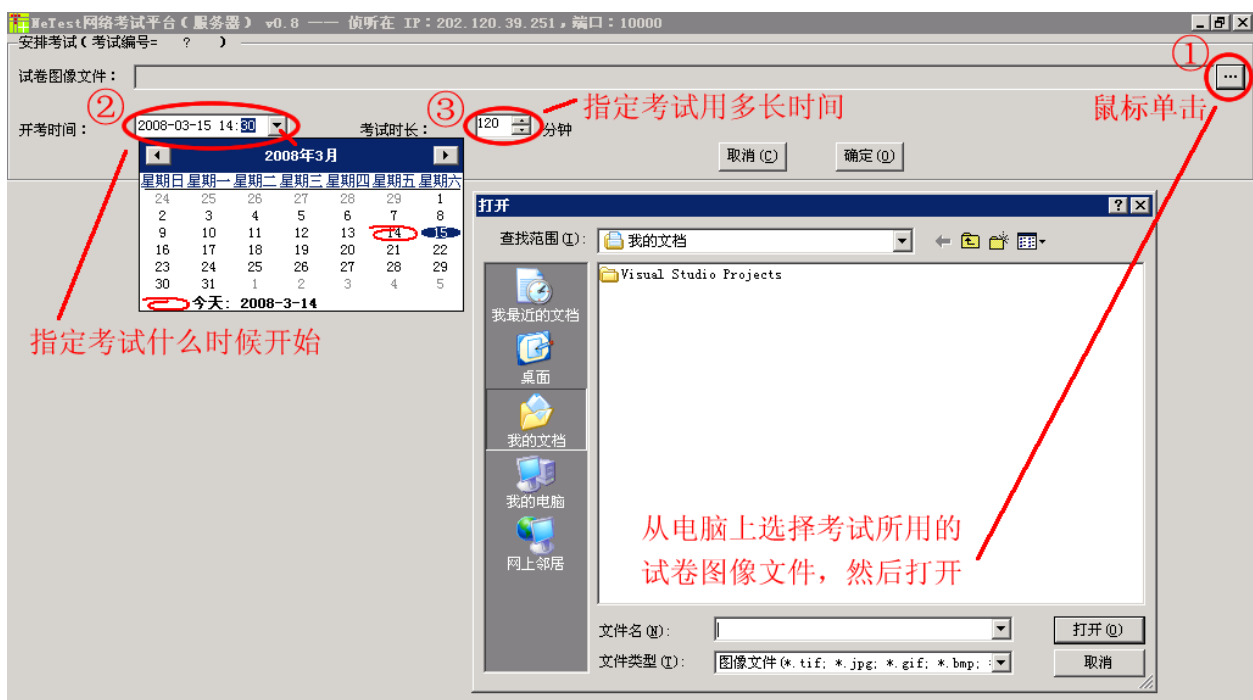 NeTest网络考试平台(服务器) v0.8 —— 侦听在 IP：202.120.39.251，端口：10000
安排考试(考试编号= ? )
试卷图像文件： ...
①
鼠标单击
②
③
指定考试用多长时间
开考时间： 2008-03-15 14:30 考试时长： 120 分钟
取消(C) 确定(O)
2008年3月
星期日 星期一 星期二 星期三 星期四 星期五 星期六
24 25 26 27 28 29 1
2 3 4 5 6 7 8
9 10 11 12 13 14 15
16 17 18 19 20 21 22
23 24 25 26 27 28 29
30 31 1 2 3 4 5
今天: 2008-3-14
指定考试什么时候开始
打开
查找范围(I): 我的文档
Visual Studio Projects
我最近的文档
桌面
我的文档
我的电脑
网上邻居
从电脑上选择考试所用的
试卷图像文件，然后打开
文件名(N): 打开(O)
文件类型(T): 图像文件(*.tif; *.jpg; *.gif; *.bmp; 取消